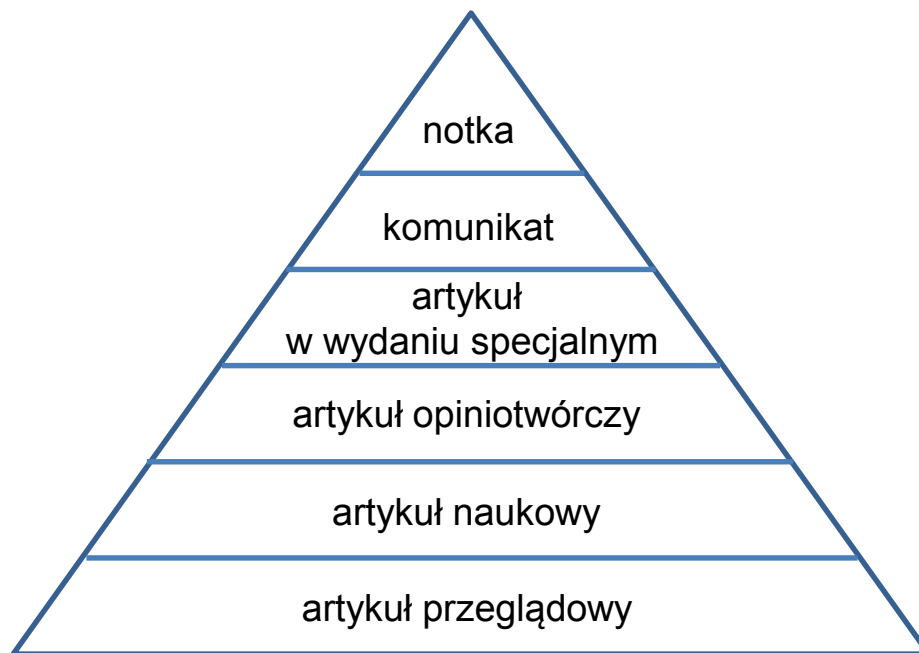 notka
komunikat
artykuł
w wydaniu specjalnym
artykuł opiniotwórczy
artykuł naukowy
artykuł przeglądowy